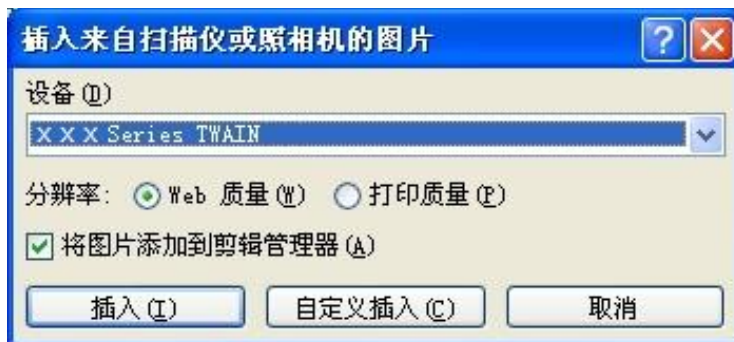 插入来自扫描仪或照相机的图片
设备(D)
X X X Series TWAIN
分辨率: Web 质量(W) 打印质量(P)
将图片添加到剪辑管理器(A)
插入(I) 自定义插入(C) 取消